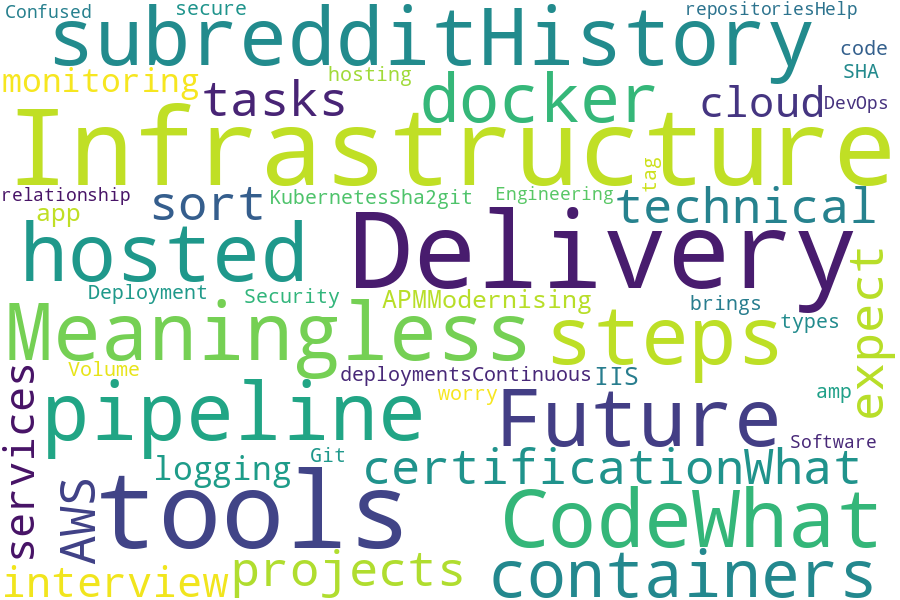 Confused
secure
repositoriesHelp
subredditHistory
code
SHA
monitoring
hosting
tasks
docker
cloud
DevOps
Infrastructure
tag
relationship
app
sort
KubernetesSha2git
Engineering
technical
hosted
Delivery
expect
Deployment
Security
APMModernising
brings
types
Meaningless
steps
Volume
deploymentsContinuous
IIS
amp
services
pipeline
worry
Future
Software
logging
Git
certificationWhat
AWS
tools
CodeWhat
interview
projects
containers